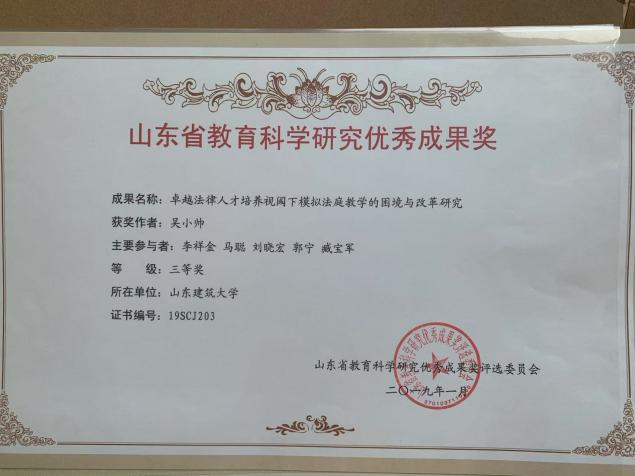 山东省教育科学研究优秀成果奖
成果名称：卓越法律人才培养视阈下模拟法庭教学的困境与改革研究
获奖作者：吴小帅
主要参与者：李祥金 马聪 刘晓宏 郭宁 臧宝军
等 级：三等奖
所在单位：山东建筑大学
证书编号：19SCJ203
山东省教育科学研究优秀成果奖评选委员会
二〇一九年一月